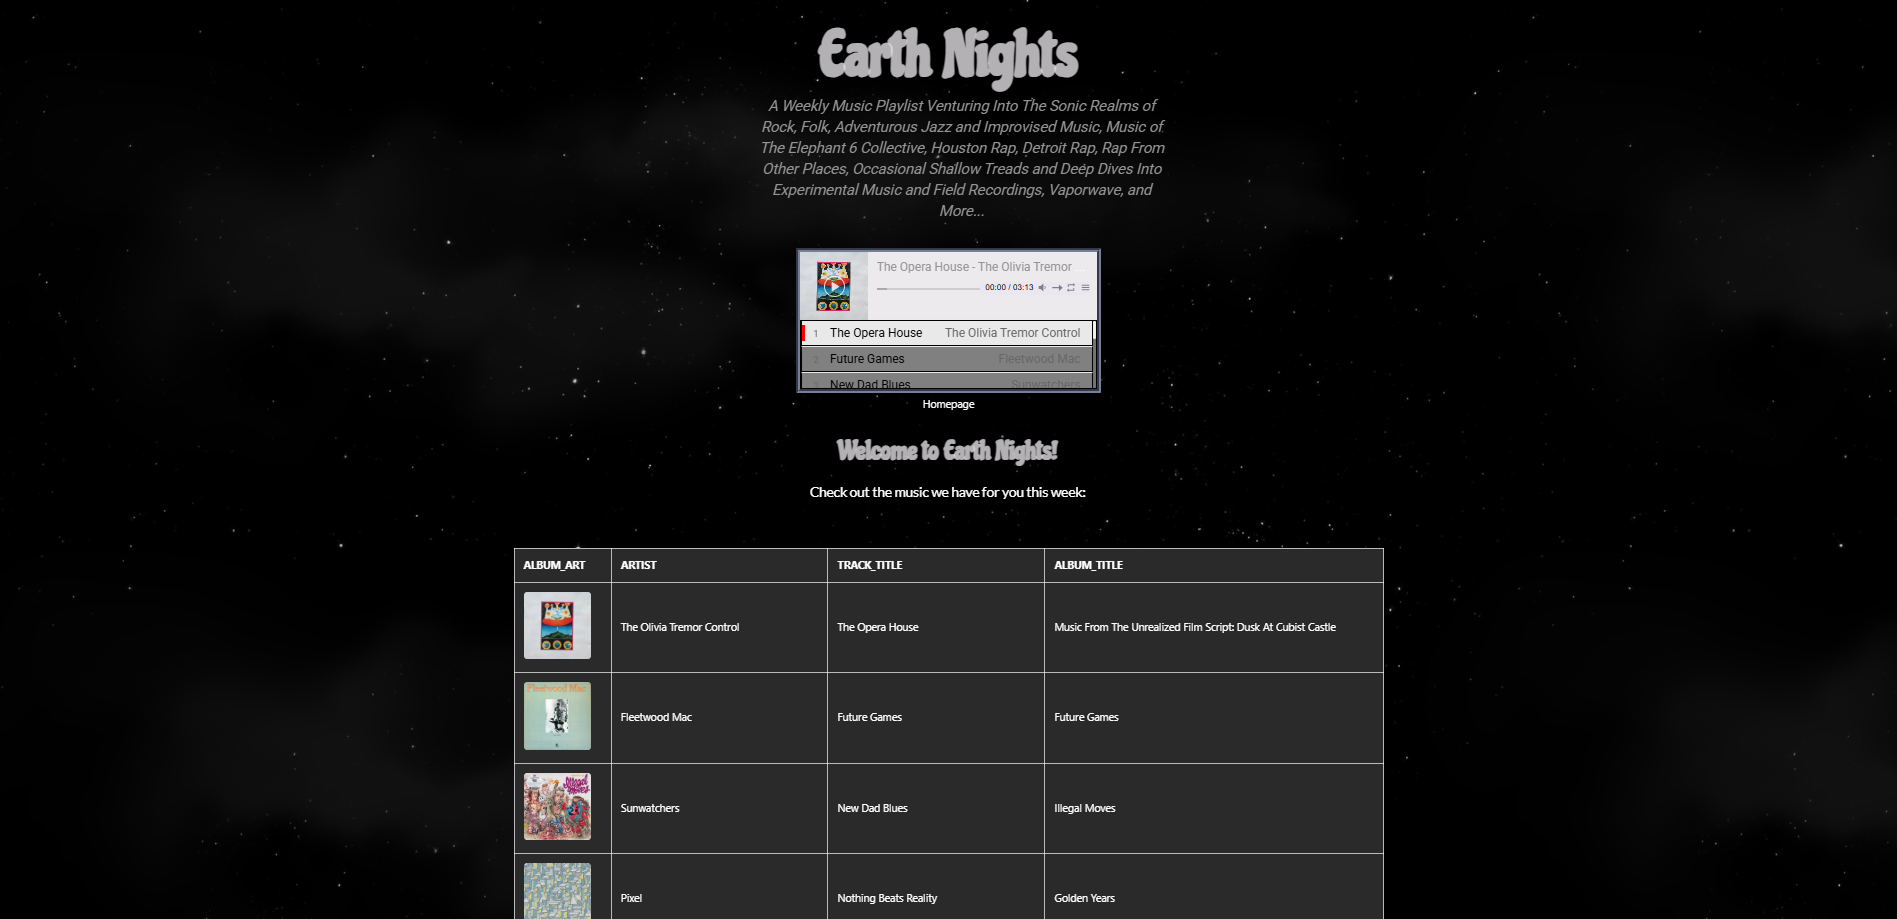 Earth Nights
A Weekly Music Playlist Venturing Into The Sonic Realms of
Rock, Folk, Adventurous Jazz and Improvised Music, Music of
The Elephant 6 Collective, Houston Rap, Detroit Rap, Rap From
Other Places, Occasional Shallow Treads and Deep Dives Into
Experimental Music and Field Recordings, Vaporwave, and
More...
The Opera House - The Olivia Tremor
00:00 / 03:13
1 The Opera House The Olivia Tremor Control
2 Future Games Fleetwood Mac
3 New Dad Blues Sunwatchers
Homepage
Welcome to Earth Nights!
Check out the music we have for you this week:
ALBUM_ART ARTIST TRACK_TITLE ALBUM_TITLE
The Olivia Tremor Control The Opera House Music From The Unrealized Film Script: Dusk At Cubist Castle
Fleetwood Mac
Fleetwood Mac Future Games Future Games
Sunwatchers New Dad Blues Illegal Moves
Pixel Nothing Beats Reality Golden Years